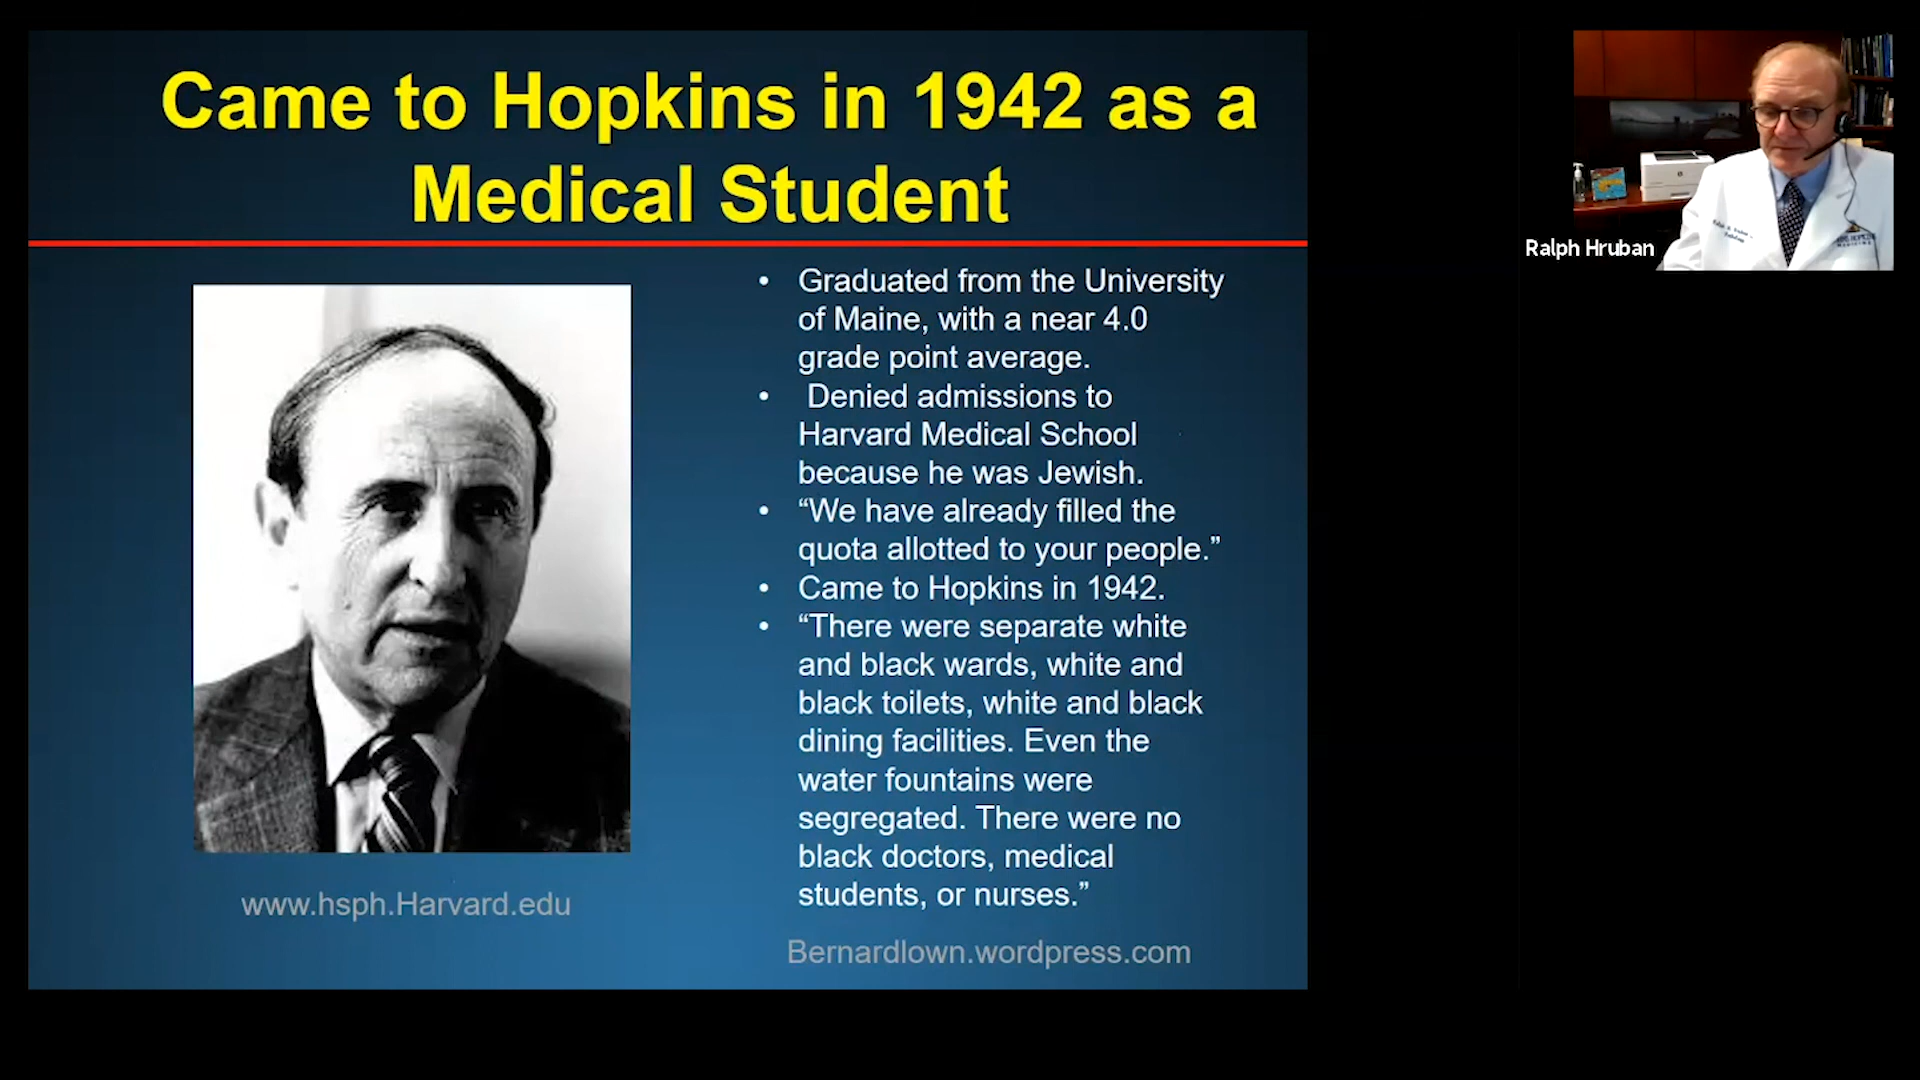 Came to Hopkins in 1942 as a
Medical Student
• Graduated from the University
of Maine, with a near 4.0
grade point average.
• Denied admissions to
Harvard Medical School
because he was Jewish.
• “We have already filled the
quota allotted to your people.”
• Came to Hopkins in 1942.
• “There were separate white
and black wards, white and
black toilets, white and black
dining facilities. Even the
water fountains were
segregated. There were no
black doctors, medical
students, or nurses.”
www.hsph.Harvard.edu
Bernardlown.wordpress.com
Ralph Hruban